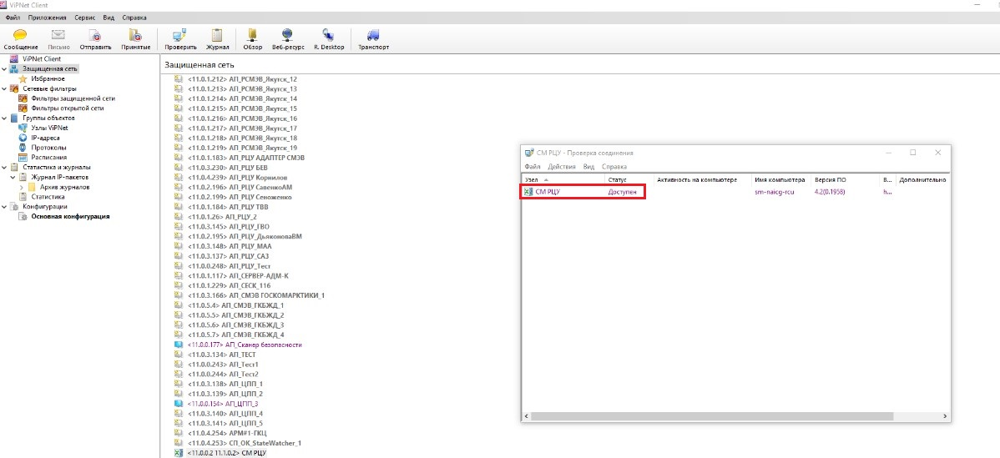 ViPNet Client
Файл Приложения Сервис Вид Справка
Сообщение Письмо Отправить Принятые Проверить Журнал Обзор Веб-ресурс R. Desktop Транспорт
ViPNet Client
Защищенная сеть
Избранное
Сетевые фильтры
Фильтры защищенной сети
Фильтры открытой сети
Группы объектов
Узлы ViPNet
IP-адреса
Протоколы
Расписания
Статистика и журналы
Журнал IP-пакетов
Архив журналов
Статистика
Конфигурации
Основная конфигурация
Защищенная сеть
<11.0.1.212> АП_РСМЭВ_Якутск_12
<11.0.1.213> АП_РСМЭВ_Якутск_13
<11.0.1.214> АП_РСМЭВ_Якутск_14
<11.0.1.215> АП_РСМЭВ_Якутск_15
<11.0.1.216> АП_РСМЭВ_Якутск_16
<11.0.1.217> АП_РСМЭВ_Якутск_17
<11.0.1.218> АП_РСМЭВ_Якутск_18
<11.0.1.219> АП_РСМЭВ_Якутск_19
<11.0.1.183> АП_РЦУ АДАПТЕР СМЭВ
<11.0.3.230> АП_РЦУ БЕВ
<11.0.4.239> АП_РЦУ Корнилов
<11.0.2.196> АП_РЦУ СавенкоАМ
<11.0.2.199> АП_РЦУ Сеноженко
<11.0.1.184> АП_РЦУ ТВВ
<11.0.1.26> АП_РЦУ_2
<11.0.3.145> АП_РЦУ_ГВО
<11.0.2.195> АП_РЦУ_ДьяконоваВМ
<11.0.3.148> АП_РЦУ_МАА
<11.0.3.137> АП_РЦУ_САЗ
<11.0.0.248> АП_РЦУ_Тест
<11.0.1.117> АП_СЕРВЕР-АДМ-К
<11.0.1.229> АП_СЕСК_116
<11.0.3.166> АП_СМЭВ ГОСКОМАРКТИКИ_1
<11.0.5.4> АП_СМЭВ_ГКБЖД_1
<11.0.5.5> АП_СМЭВ_ГКБЖД_2
<11.0.5.6> АП_СМЭВ_ГКБЖД_3
<11.0.5.7> АП_СМЭВ_ГКБЖД_4
<11.0.0.177> АП_Сканер безопасности
<11.0.3.134> АП_ТЕСТ
<11.0.0.243> АП_Тест1
<11.0.0.244> АП_Тест2
<11.0.3.138> АП_ЦПП_1
<11.0.3.139> АП_ЦПП_2
<11.0.0.154> АП_ЦПП_3
<11.0.3.140> АП_ЦПП_4
<11.0.3.141> АП_ЦПП_5
<11.0.4.254> АРМ#1-ГКЦ
<11.0.4.253> СП_ОК_StateWatcher_1
<11.0.0.2 11.1.0.2> СМ РЦУ
СМ РЦУ - Проверка соединения
Файл Действия Вид Справка
Узел Статус Активность на компьютере Имя компьютера Версия ПО В... Дополнительно
СМ РЦУ Доступен sm-naicg-rcu 4.2(0.1958) h...